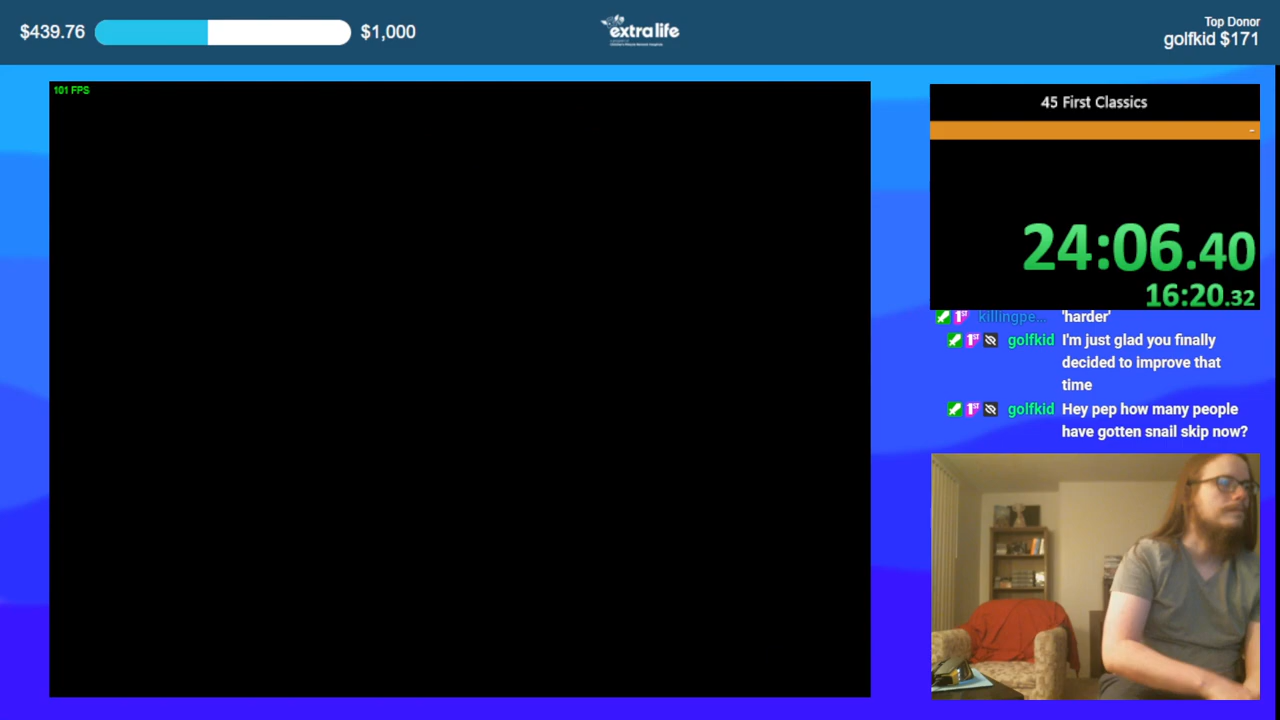 $439.76
$1,000
extralife
Top Donor
golfkid $171
101 FPS
45 First Classics
-
24:06.40
16:20.32
killingpe... 'harder'
golfkid I'm just glad you finally
decided to improve that
time
golfkid Hey pep how many people
have gotten snail skip now?